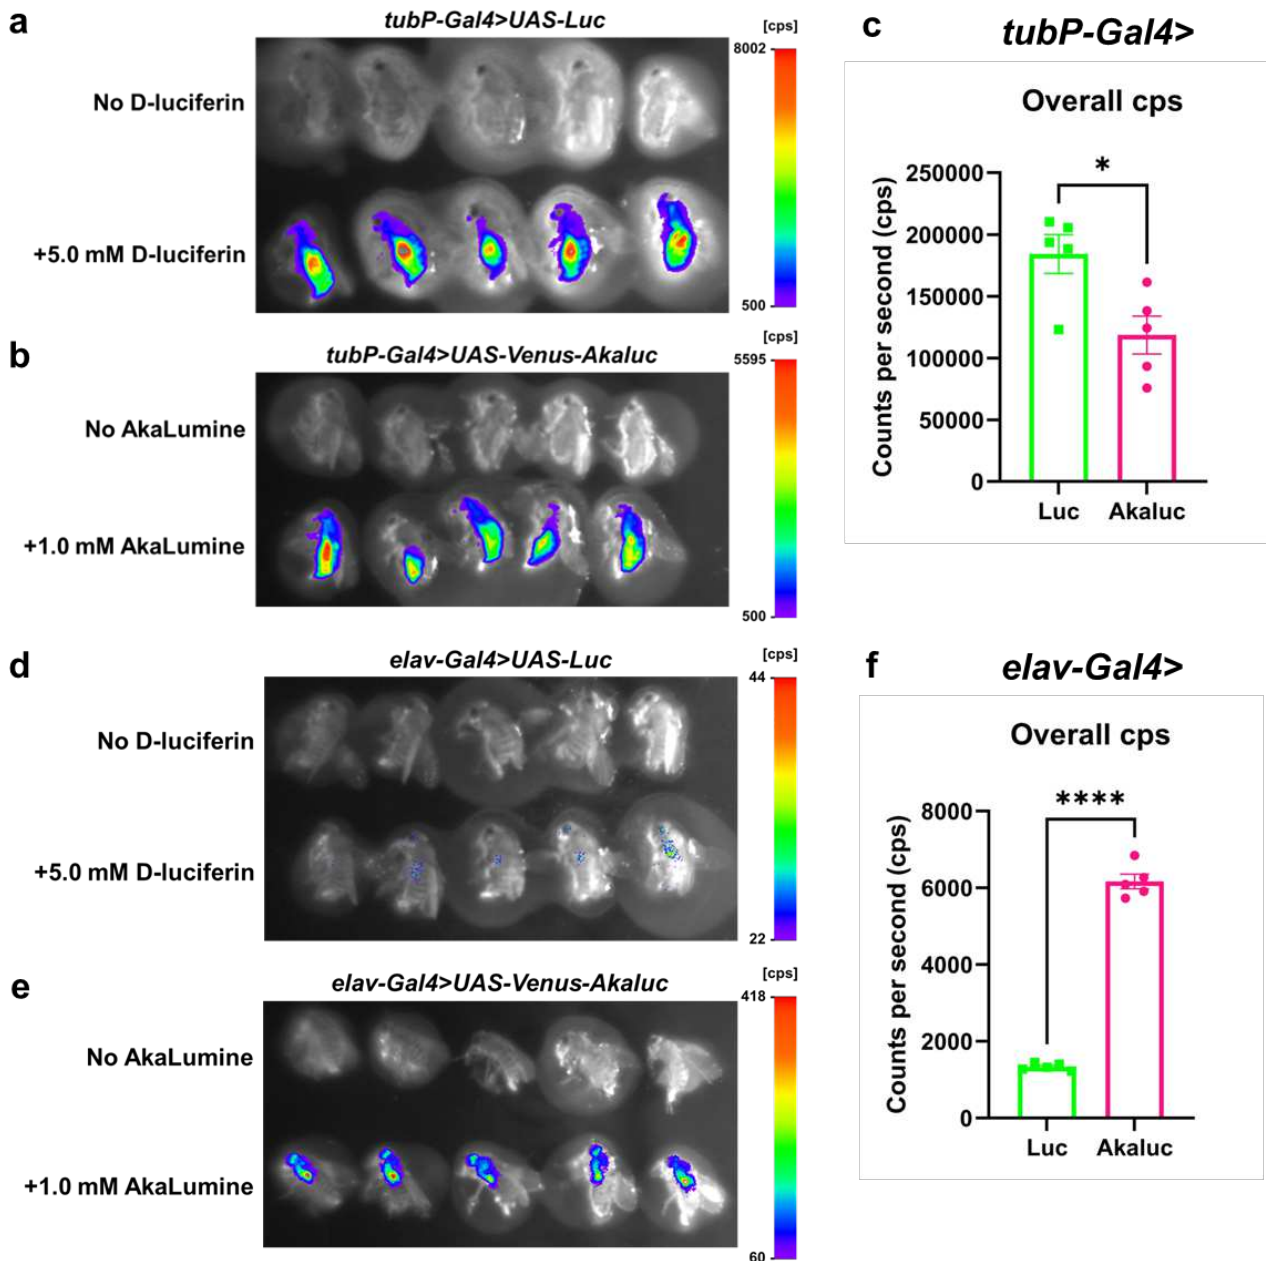 a
tubP-Gal4>UAS-Luc
[cps]
8002
No D-luciferin
+5.0 mM D-luciferin
500
b
tubP-Gal4>UAS-Venus-Akaluc
[cps]
5595
No AkaLumine
+1.0 mM AkaLumine
500
c
tubP-Gal4>
Overall cps
Counts per second (cps)
250000
200000
150000
100000
50000
0
*
Luc Akaluc
d
elav-Gal4>UAS-Luc
[cps]
44
No D-luciferin
+5.0 mM D-luciferin
22
e
elav-Gal4>UAS-Venus-Akaluc
[cps]
418
No AkaLumine
+1.0 mM AkaLumine
60
f
elav-Gal4>
Overall cps
Counts per second (cps)
8000
6000
4000
2000
0
****
Luc Akaluc